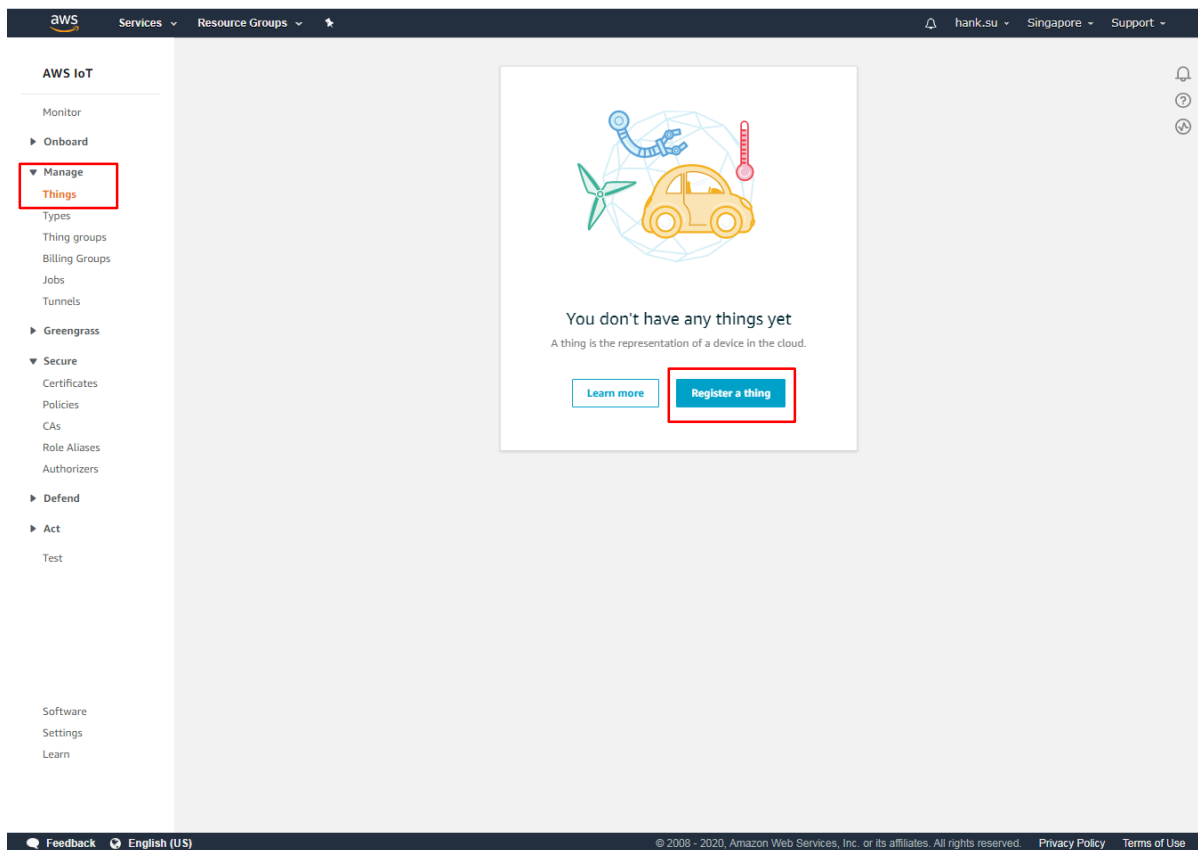 aws Services Resource Groups hank.su Singapore Support
AWS IoT
Monitor
Onboard
Manage
Things
Types
Thing groups
Billing Groups
Jobs
Tunnels
Greengrass
Secure
Certificates
Policies
CAs
Role Aliases
Authorizers
Defend
Act
Test
Software
Settings
Learn
You don't have any things yet
A thing is the representation of a device in the cloud.
Learn more Register a thing
Feedback English (US) © 2008 - 2020, Amazon Web Services, Inc. or its affiliates. All rights reserved. Privacy Policy Terms of Use